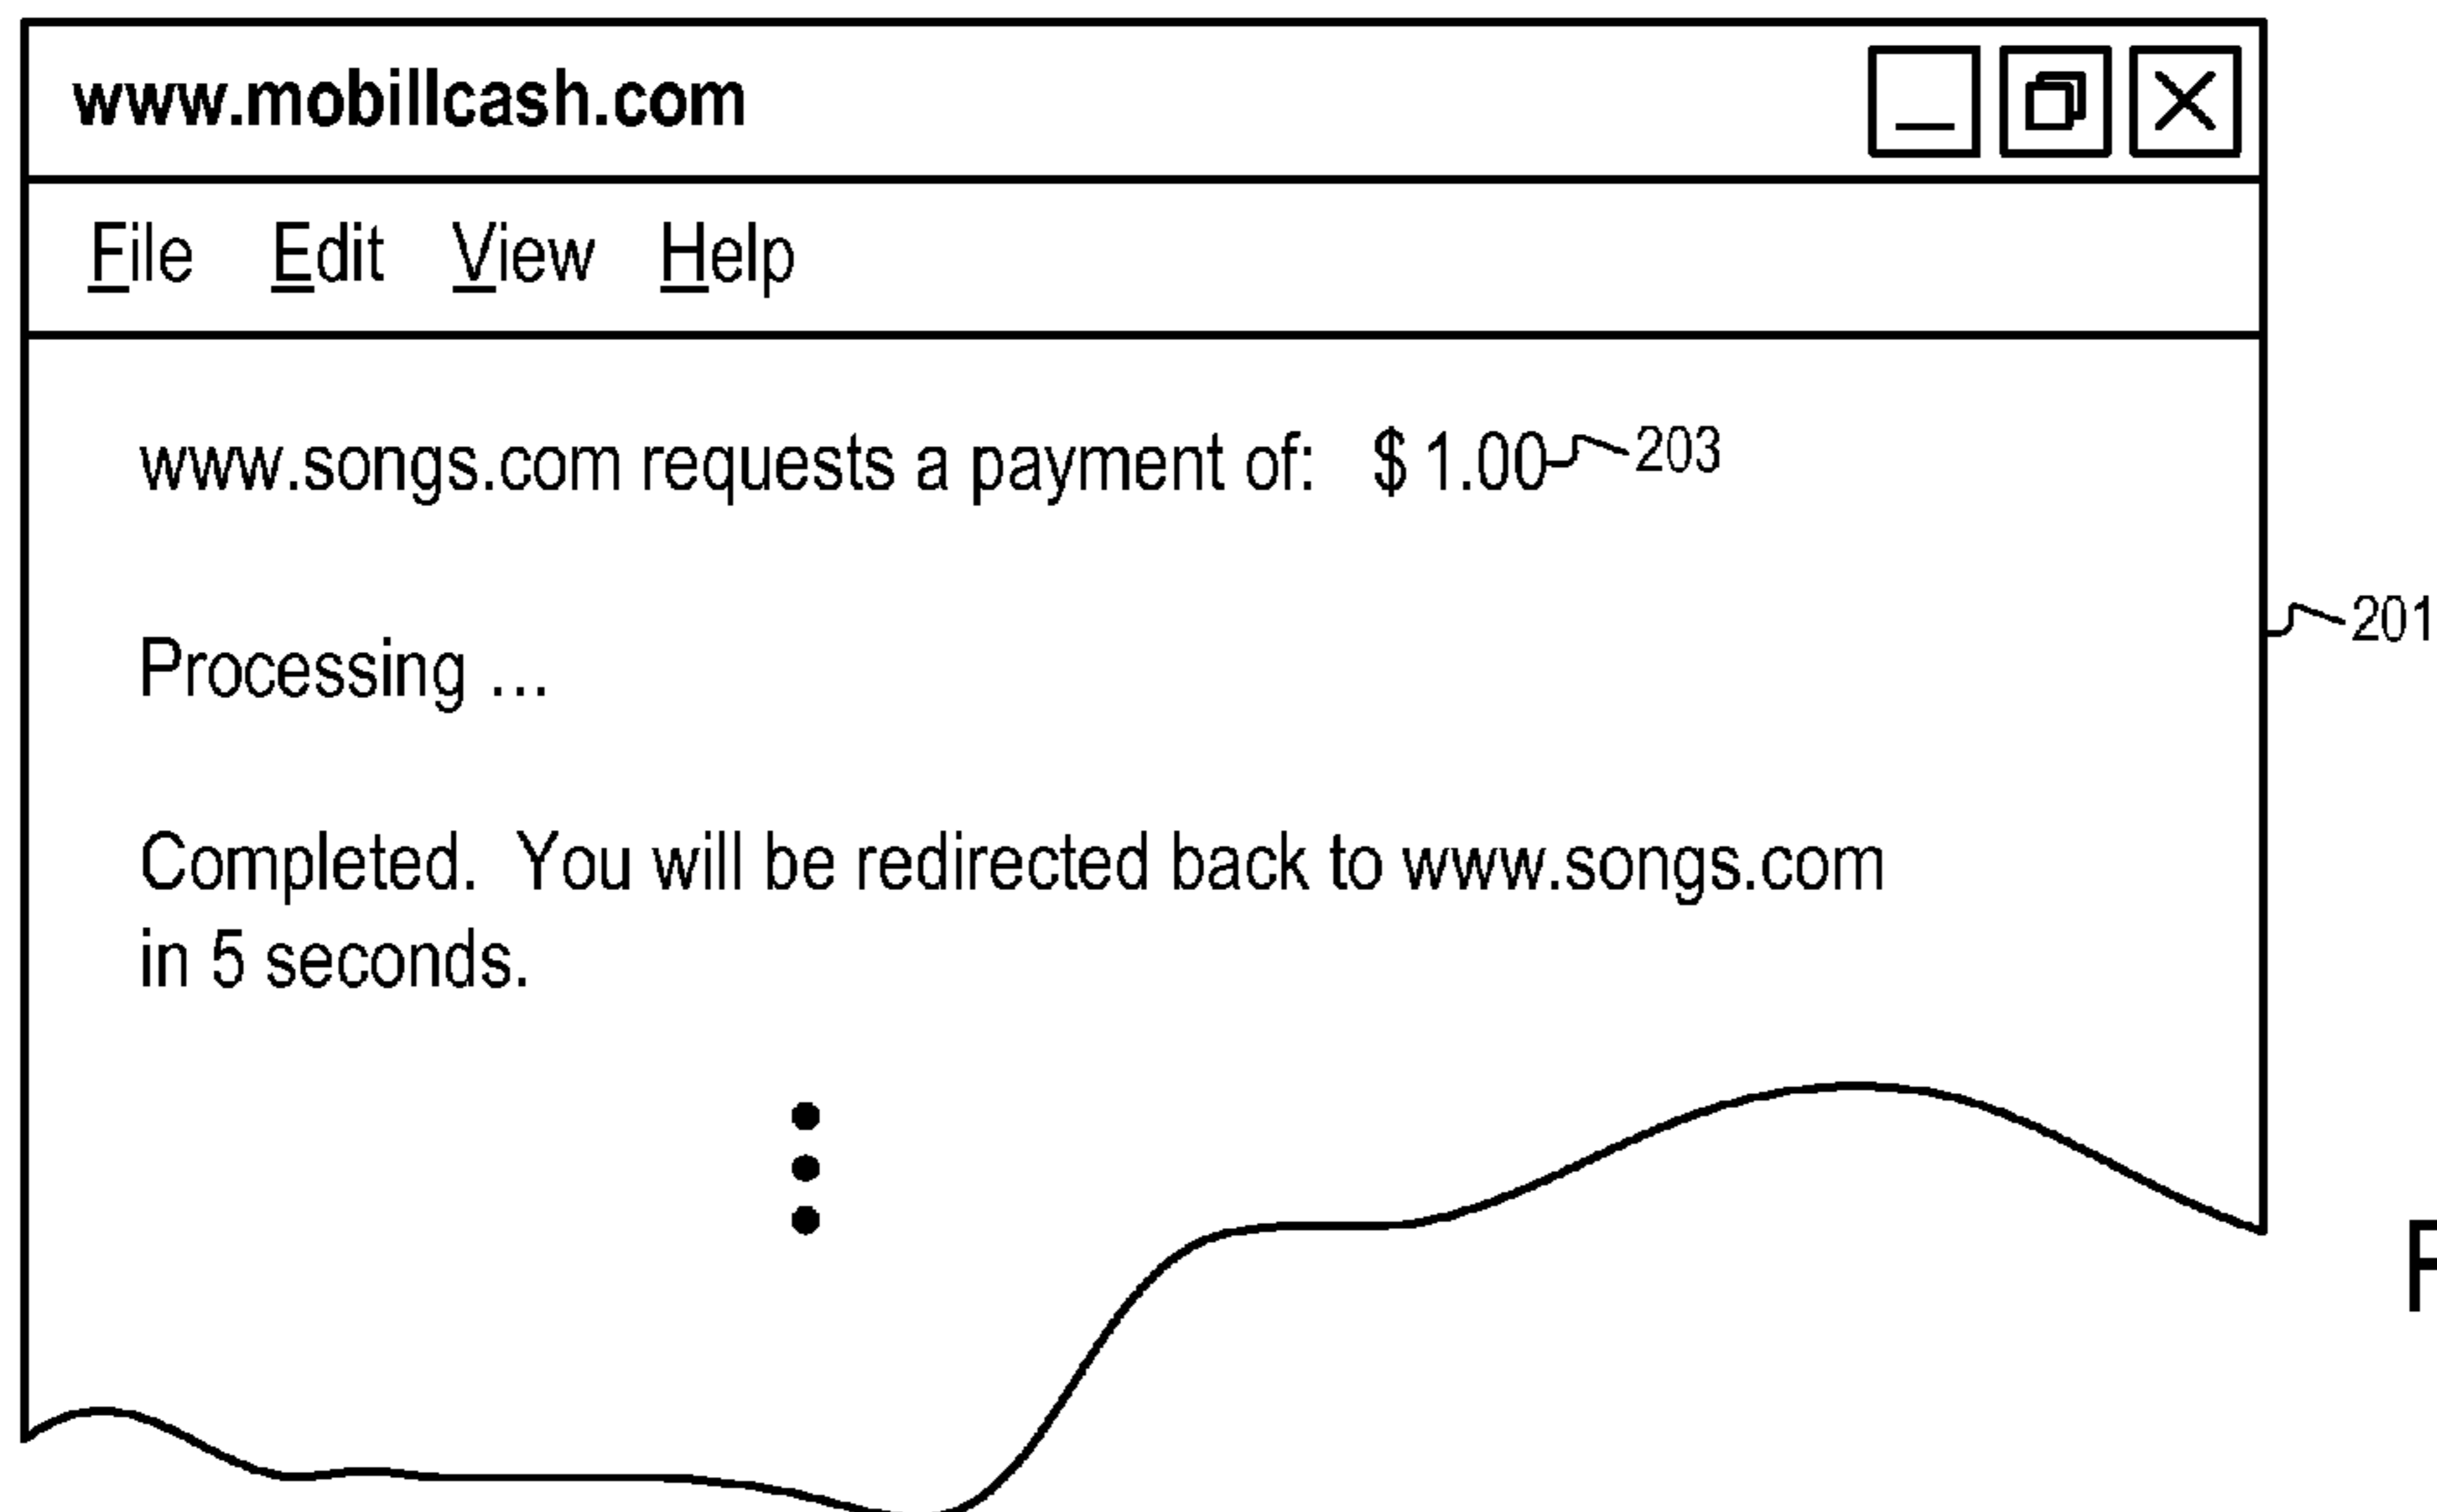 www.mobillcash.com
File Edit View Help
www.songs.com requests a payment of: $ 1.00 203
201
Processing ...
Completed. You will be redirected back to www.songs.com
in 5 seconds.